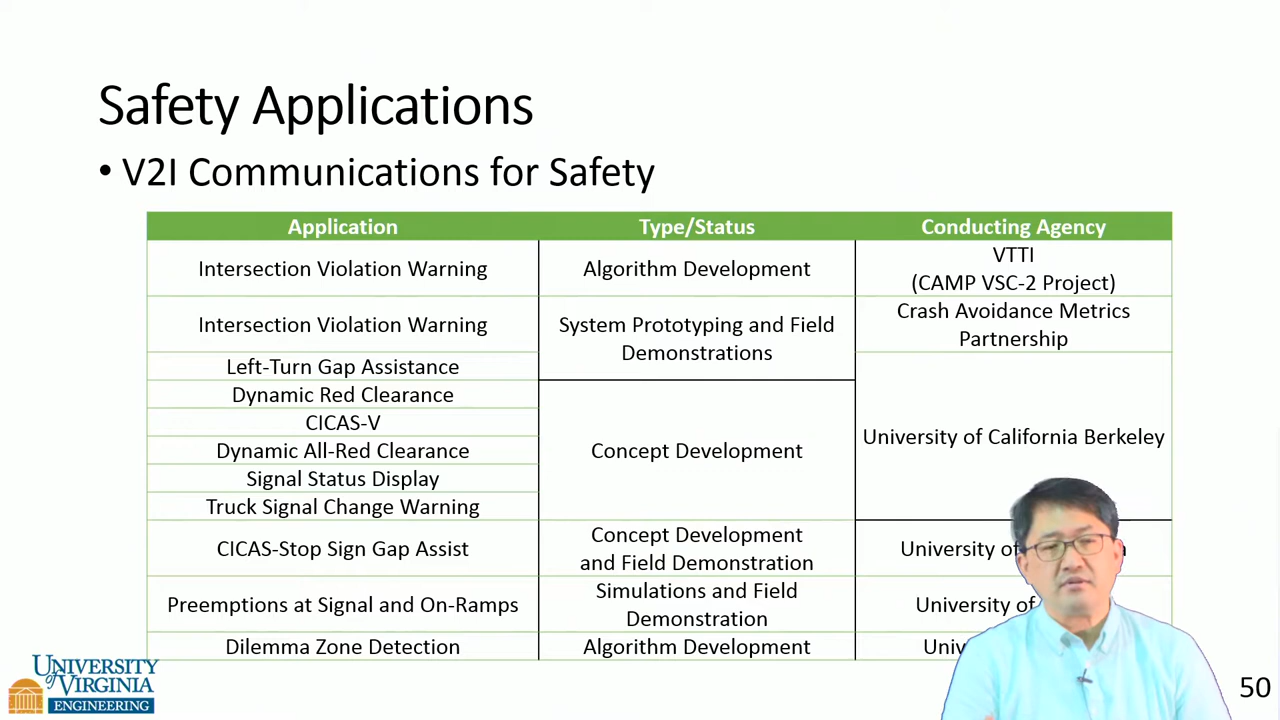 Safety Applications
• V2I Communications for Safety
Application Type/Status Conducting Agency
Intersection Violation Warning Algorithm Development VTTI
(CAMP VSC-2 Project)
Intersection Violation Warning System Prototyping and Field
Demonstrations Crash Avoidance Metrics
Partnership
Left-Turn Gap Assistance
Dynamic Red Clearance
CICAS-V
Dynamic All-Red Clearance Concept Development University of California Berkeley
Signal Status Display
Truck Signal Change Warning
CICAS-Stop Sign Gap Assist Concept Development
and Field Demonstration University of
Preemptions at Signal and On-Ramps Simulations and Field
Demonstration University of
Dilemma Zone Detection Algorithm Development
UNIVERSITY
of VIRGINIA
ENGINEERING
50